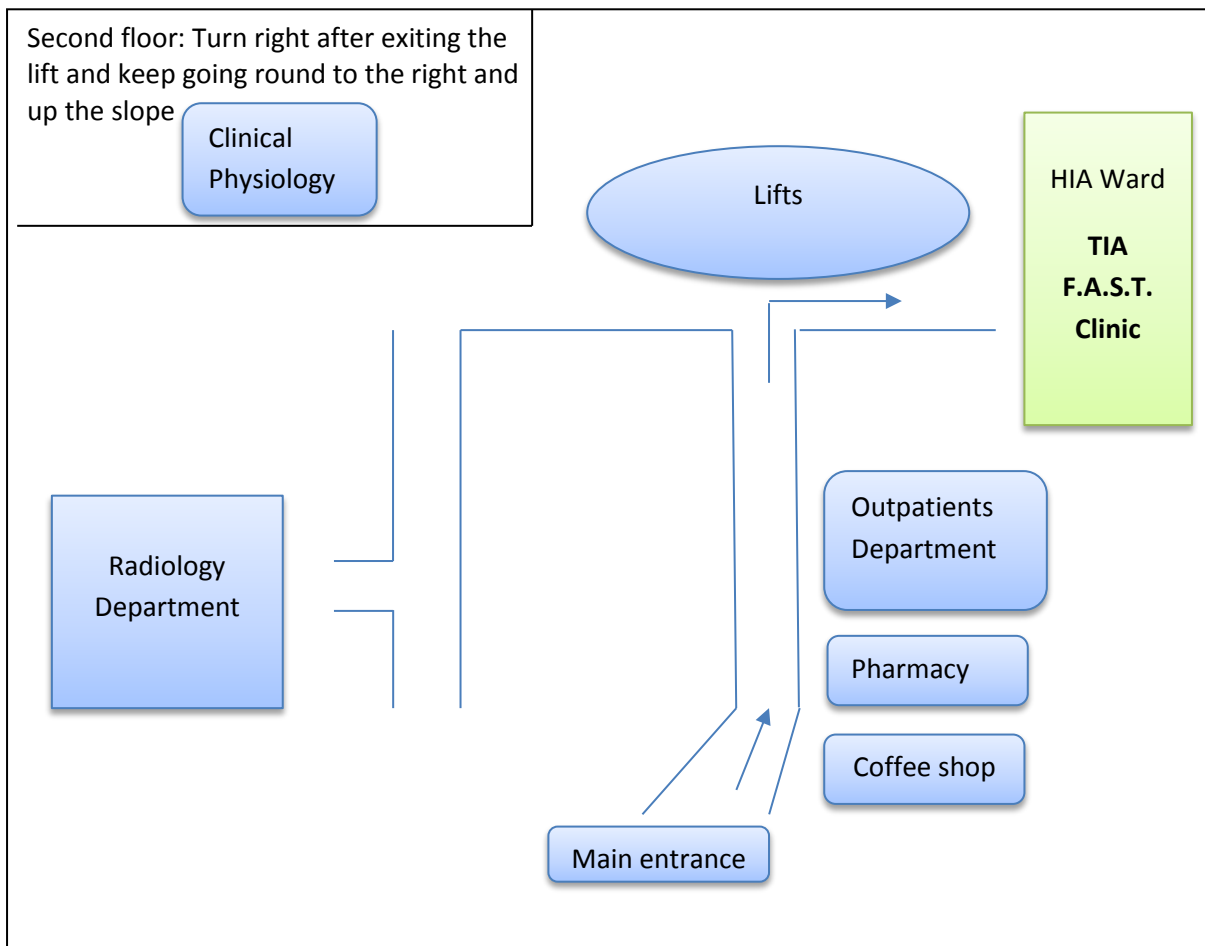 Second floor: Turn right after exiting the
lift and keep going round to the right and
up the slope
Clinical
Physiology
Lifts
HIA Ward
TIA
F.A.S.T.
Clinic
Radiology
Department
Outpatients
Department
Pharmacy
Coffee shop
Main entrance